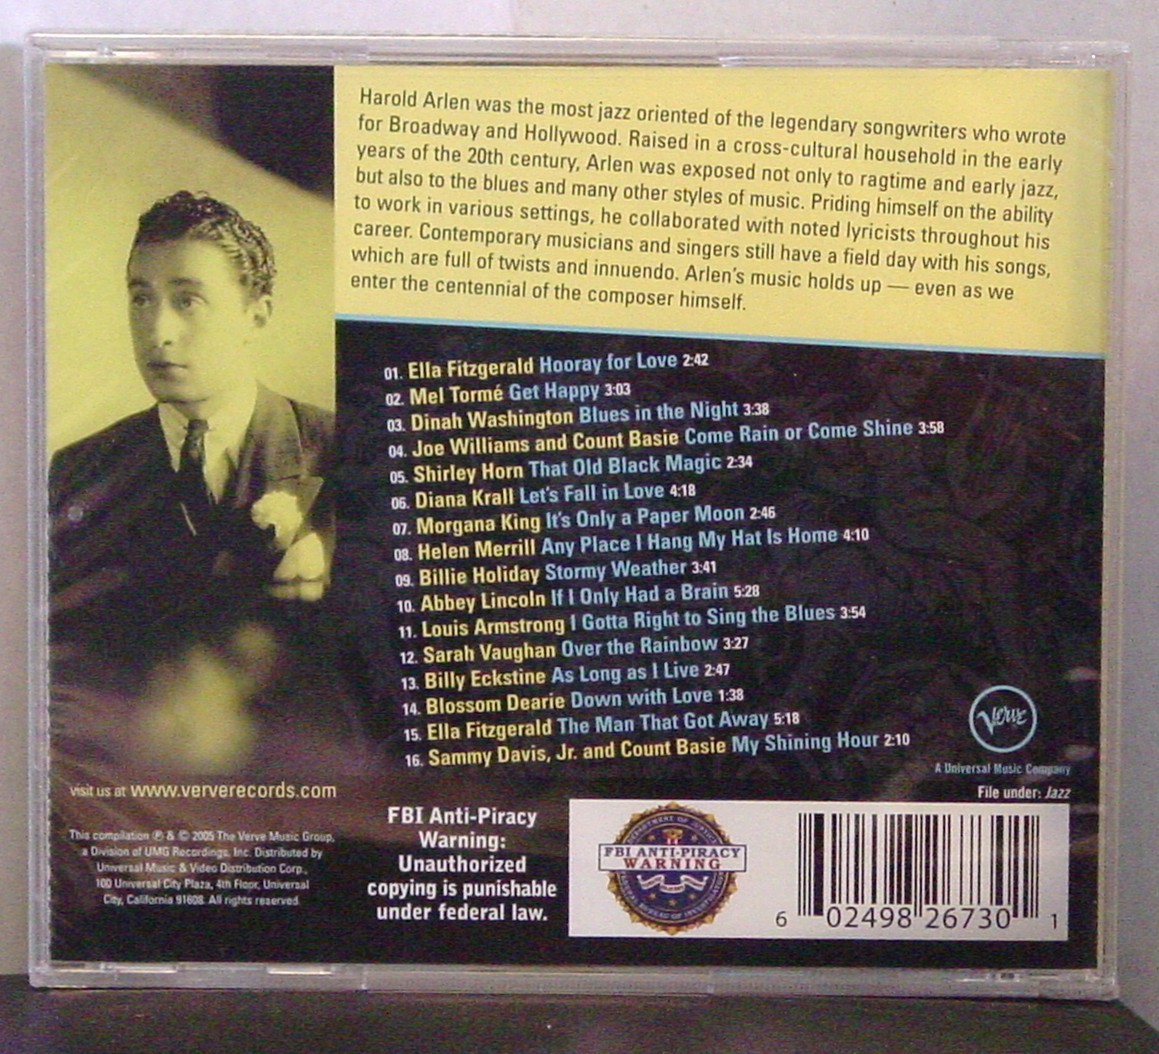 Harold Arlen was the most jazz oriented of the legendary songwriters who wrote
for Broadway and Hollywood. Raised in a cross-cultural household in the early
years of the 20th century, Arlen was exposed not only to ragtime and early jazz,
but also to the blues and many other styles of music. Priding himself on the ability
to work in various settings, he collaborated with noted lyricists throughout his
career. Contemporary musicians and singers still have a field day with his songs,
which are full of twists and innuendo. Arlen's music holds up — even as we
enter the centennial of the composer himself.
01. Ella Fitzgerald Hooray for Love 2:42
02. Mel Tormé Get Happy 3:03
03. Dinah Washington Blues in the Night 3:38
04. Joe Williams and Count Basie Come Rain or Come Shine 3:58
05. Shirley Horn That Old Black Magic 2:34
06. Diana Krall Let's Fall in Love 4:18
07. Morgana King It's Only a Paper Moon 2:46
08. Helen Merrill Any Place I Hang My Hat Is Home 4:10
09. Billie Holiday Stormy Weather 3:41
10. Abbey Lincoln If I Only Had a Brain 5:28
11. Louis Armstrong I Gotta Right to Sing the Blues 3:54
12. Sarah Vaughan Over the Rainbow 3:27
13. Billy Eckstine As Long as I Live 2:47
14. Blossom Dearie Down with Love 1:38
15. Ella Fitzgerald The Man That Got Away 5:18
16. Sammy Davis, Jr. and Count Basie My Shining Hour 2:10
Verve
A Universal Music Company
File under: Jazz
visit us at www.ververecords.com
This compilation ℗ & © 2005 The Verve Music Group,
a Division of UMG Recordings, Inc. Distributed by
Universal Music & Video Distribution Corp.,
100 Universal City Plaza, 4th Floor, Universal
City, California 91608. All rights reserved.
FBI Anti-Piracy
Warning:
Unauthorized
copying is punishable
under federal law.
DEPARTMENT OF JUSTICE
FBI ANTI-PIRACY
WARNING
FEDERAL BUREAU OF INVESTIGATION
6 02498 26730 1